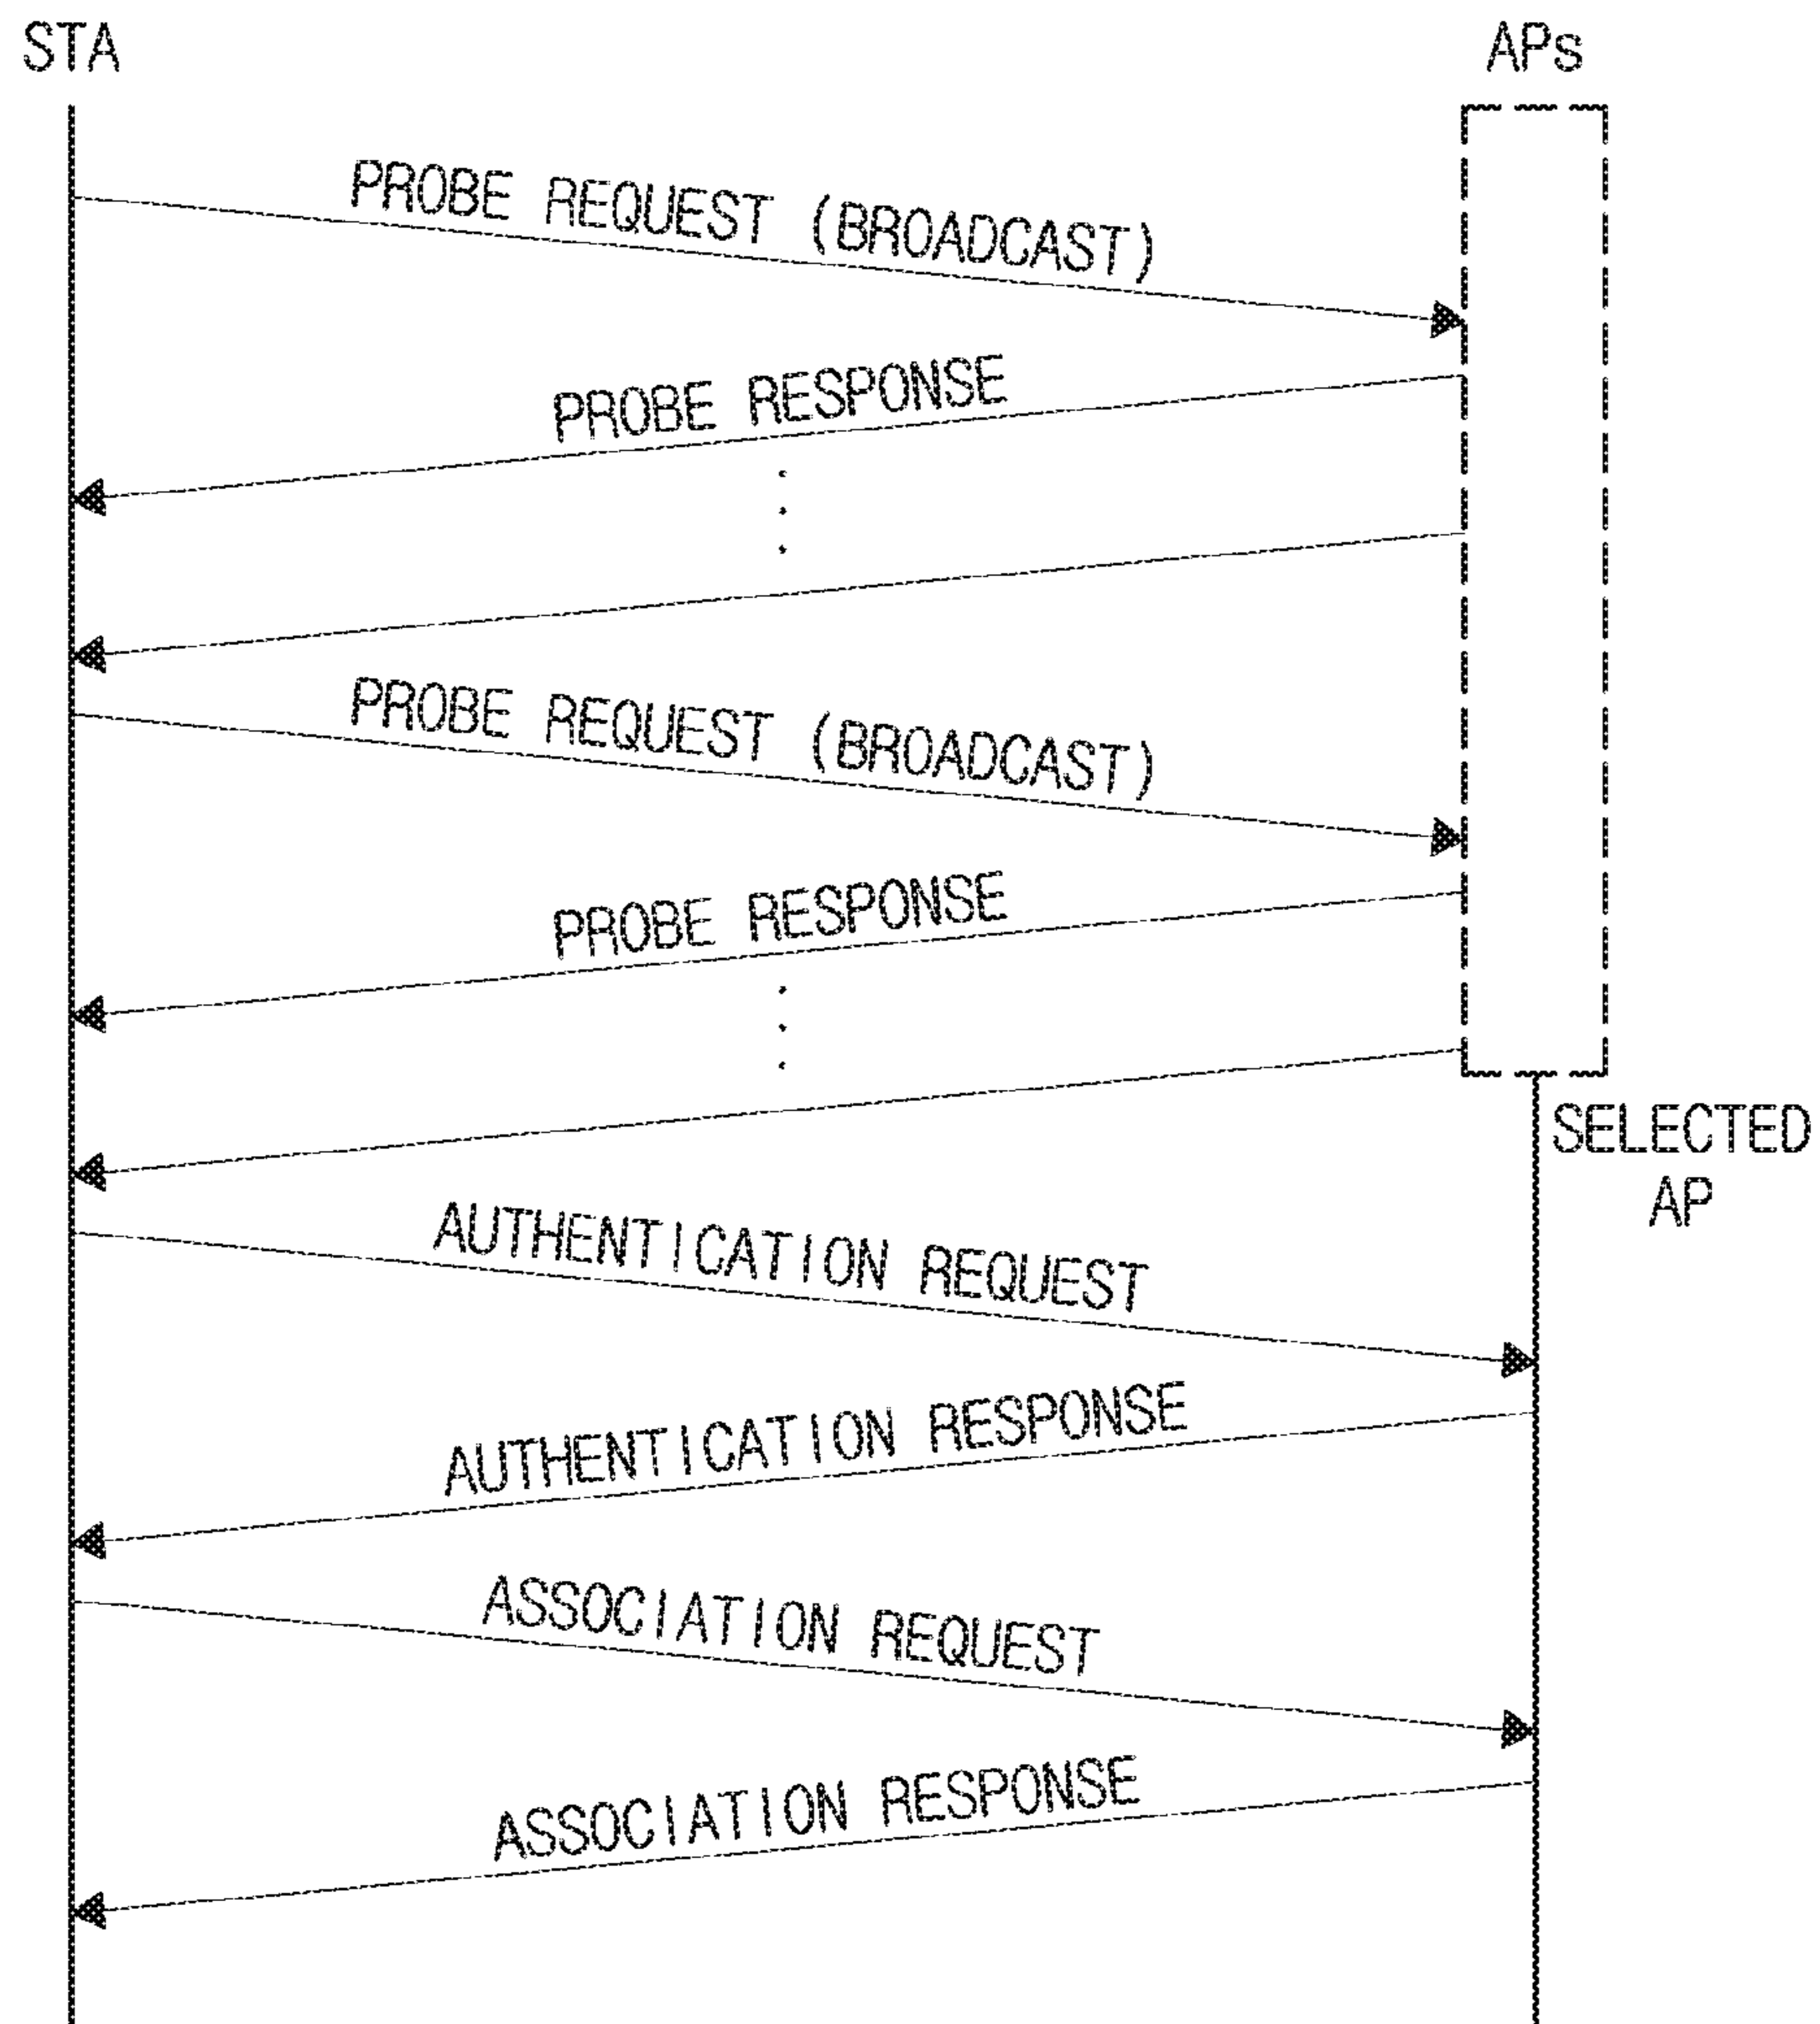 STA
APs
PROBE REQUEST (BROADCAST)
PROBE RESPONSE
PROBE REQUEST (BROADCAST)
PROBE RESPONSE
SELECTED
AP
AUTHENTICATION REQUEST
AUTHENTICATION RESPONSE
ASSOCIATION REQUEST
ASSOCIATION RESPONSE